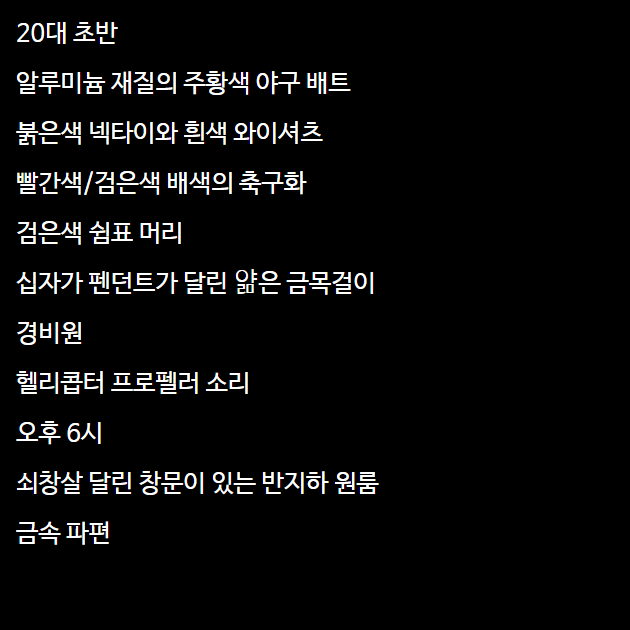 20대 초반
알루미늄 재질의 주황색 야구 배트
붉은색 넥타이와 흰색 와이셔츠
빨간색/검은색 배색의 축구화
검은색 쉼표 머리
십자가 펜던트가 달린 얇은 금목걸이
경비원
헬리콥터 프로펠러 소리
오후 6시
쇠창살 달린 창문이 있는 반지하 원룸
금속 파편